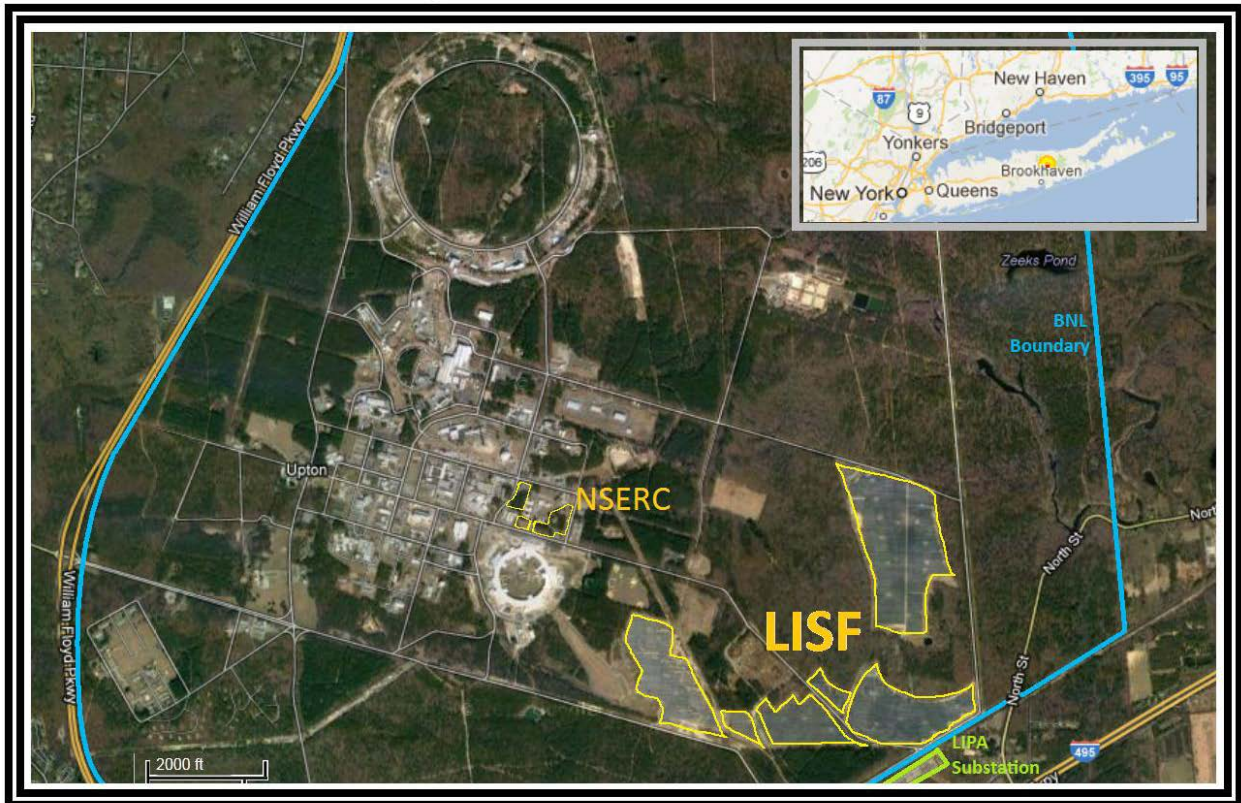 William Floyd Pkwy
New Haven
395
95
87
9
Bridgeport
Yonkers
206
Brookhaven
New York
Queens
Zeeks Pond
BNL
Boundary
Upton
NSERC
North St
LISF
William Floyd Pkwy
North St
LIPA
Substation
495
2000 ft